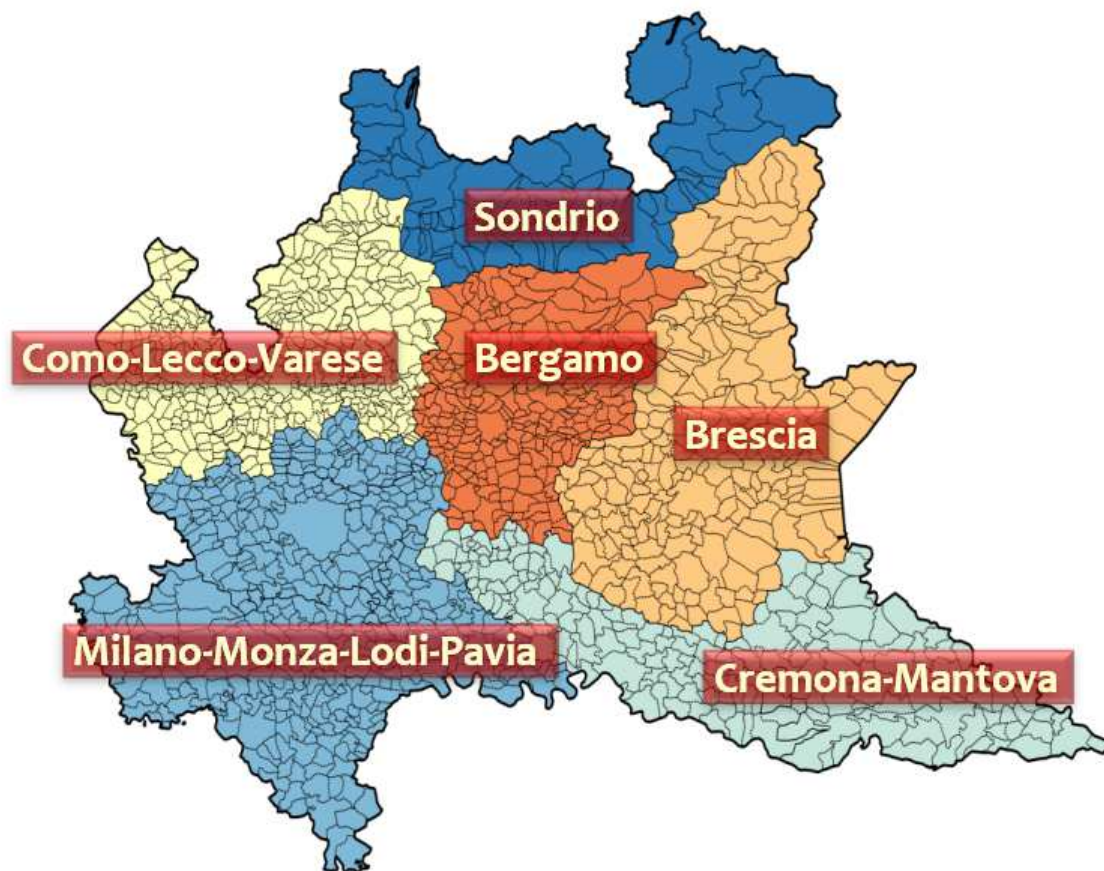 Sondrio
Como-Lecco-Varese
Bergamo
Brescia
Milano-Monza-Lodi-Pavia
Cremona-Mantova